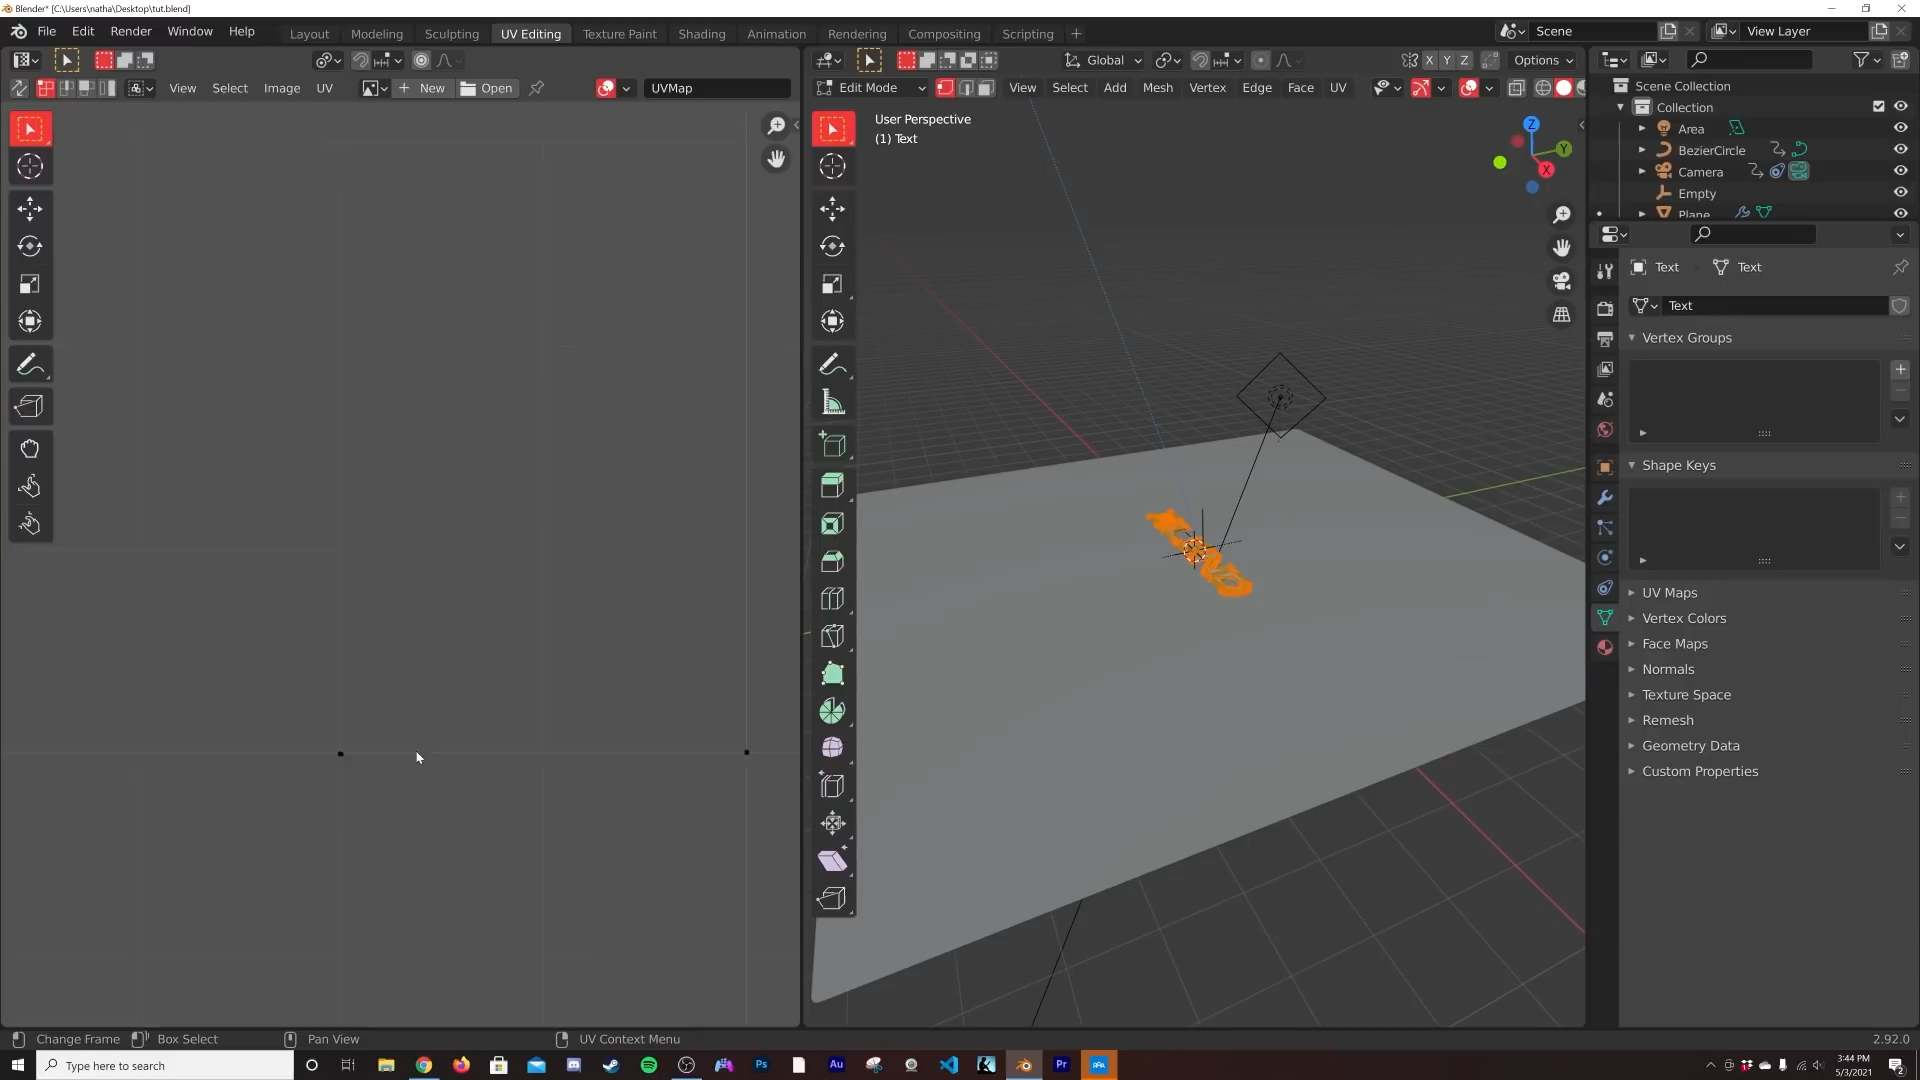 Blender* [C:\Users\natha\Desktop\tut.blend]
File Edit Render Window Help
Layout Modeling Sculpting UV Editing Texture Paint Shading Animation Rendering Compositing Scripting +
Scene
View Layer
Global
X Y Z
Options
View Select Image UV
New
Open
UVMap
Edit Mode
View Select Add Mesh Vertex Edge Face UV
User Perspective
(1) Text
Z
Y
X
Scene Collection
Collection
Area
BezierCircle
Camera
Empty
Plane
Text
Text
Text
Vertex Groups
Shape Keys
UV Maps
Vertex Colors
Face Maps
Normals
Texture Space
Remesh
Geometry Data
Custom Properties
Change Frame
Box Select
Pan View
UV Context Menu
2.92.0
Type here to search
Ps
Au
Pr
3:44 PM
5/3/2021